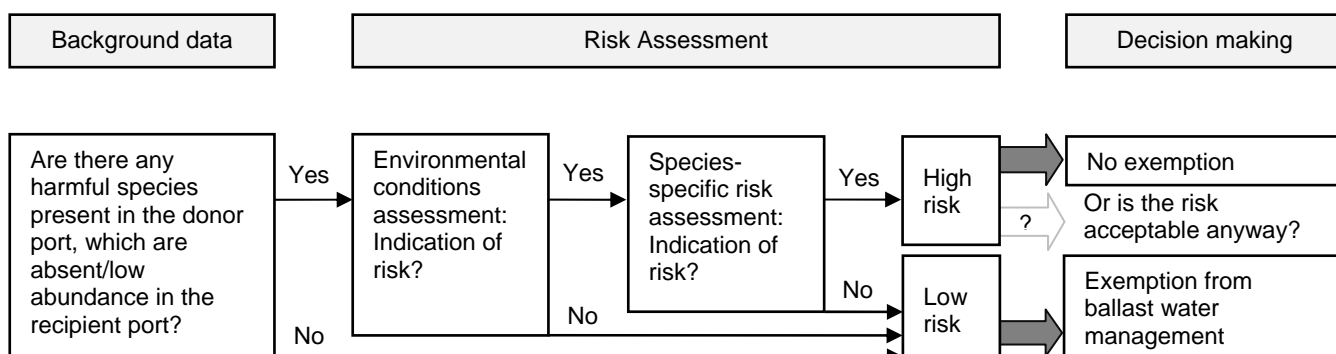 Background data
Risk Assessment
Decision making
Are there any
harmful species
present in the donor
port, which are
absent/low
abundance in the
recipient port?
Yes
No
Environmental
conditions
assessment:
Indication of
risk?
Yes
No
Species-
specific risk
assessment:
Indication of
risk?
Yes
No
High
risk
?
No exemption
Or is the risk
acceptable anyway?
Low
risk
Exemption from
ballast water
management